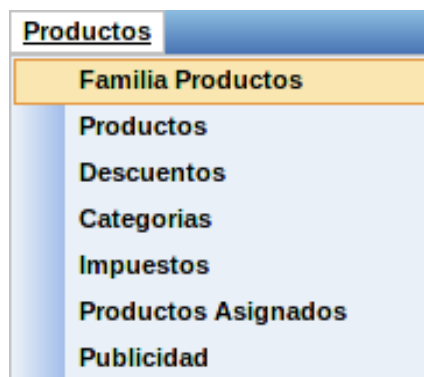 Productos
Familia Productos
Productos
Descuentos
Categorias
Impuestos
Productos Asignados
Publicidad